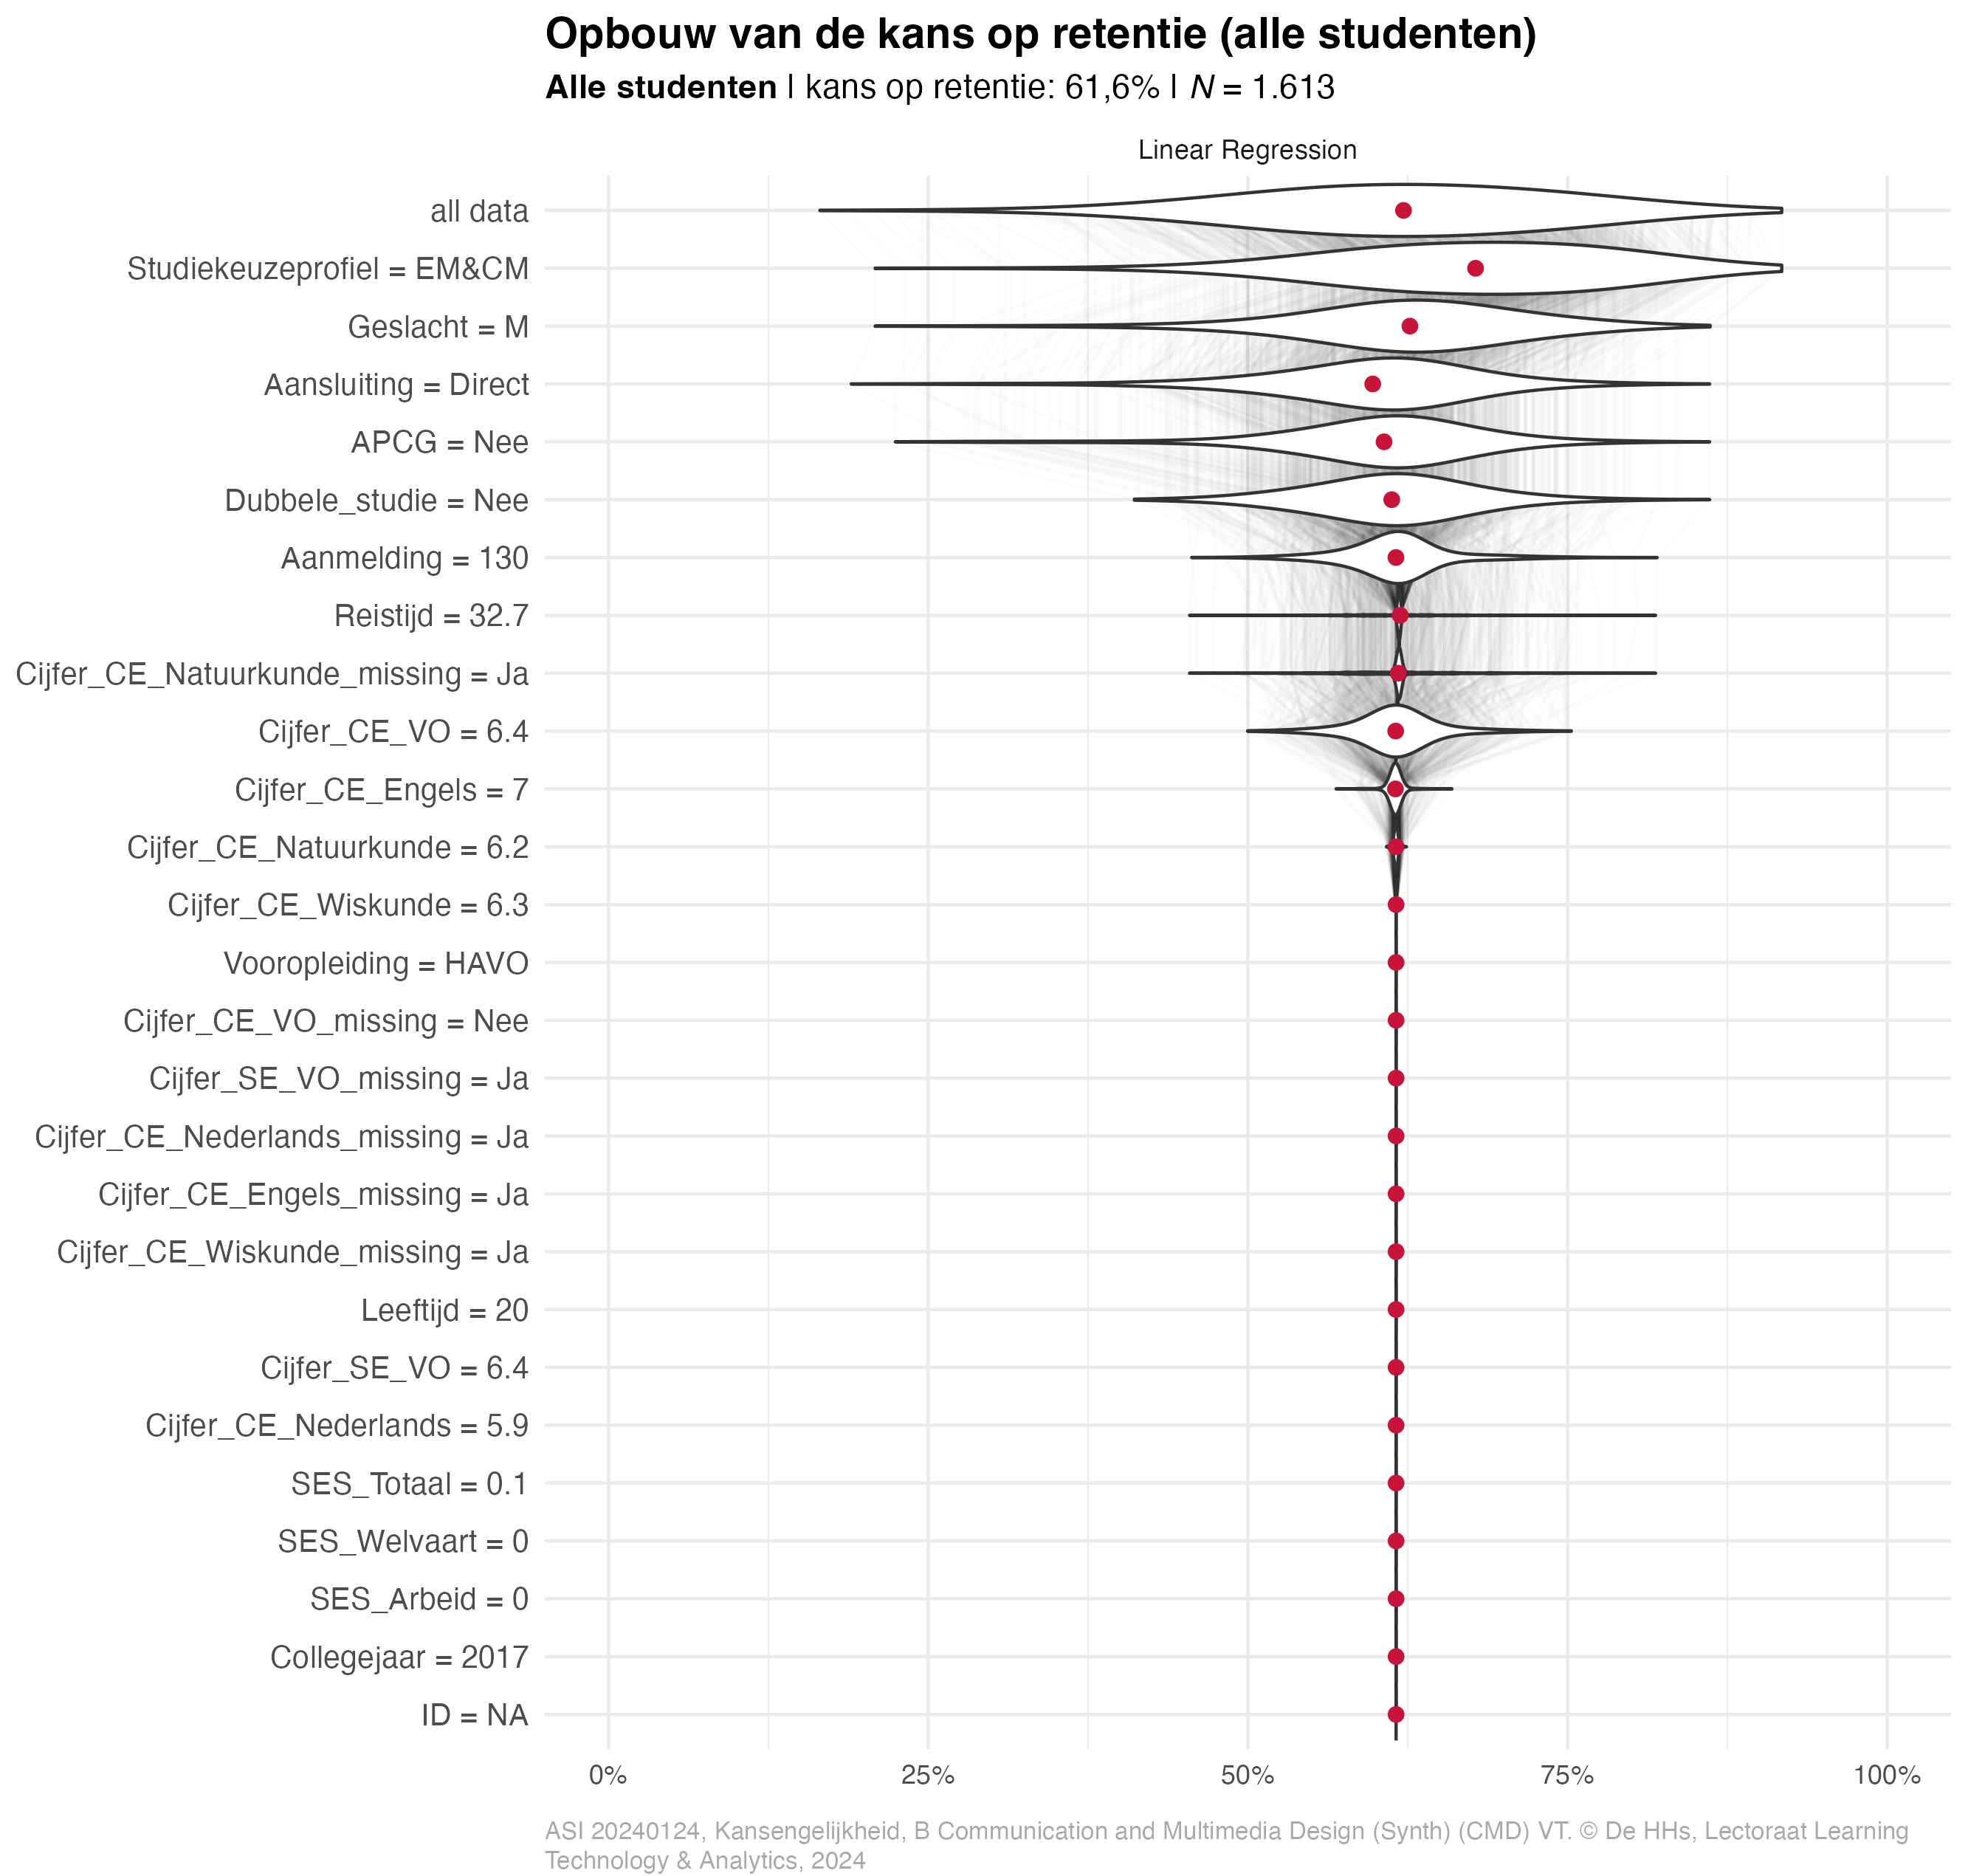 Opbouw van de kans op retentie (alle studenten)
Alle studenten | kans op retentie: 61,6% | N = 1.613
Linear Regression
all data
Studiekeuzeprofiel = EM&CM
Geslacht = M
Aansluiting = Direct
APCG = Nee
Dubbele_studie = Nee
Aanmelding = 130
Reistijd = 32.7
Cijfer_CE_Natuurkunde_missing = Ja
Cijfer_CE_VO = 6.4
Cijfer_CE_Engels = 7
Cijfer_CE_Natuurkunde = 6.2
Cijfer_CE_Wiskunde = 6.3
Vooropleiding = HAVO
Cijfer_CE_VO_missing = Nee
Cijfer_SE_VO_missing = Ja
Cijfer_CE_Nederlands_missing = Ja
Cijfer_CE_Engels_missing = Ja
Cijfer_CE_Wiskunde_missing = Ja
Leeftijd = 20
Cijfer_SE_VO = 6.4
Cijfer_CE_Nederlands = 5.9
SES_Totaal = 0.1
SES_Welvaart = 0
SES_Arbeid = 0
Collegejaar = 2017
ID = NA
0% 25% 50% 75% 100%
ASI 20240124, Kansengelijkheid, B Communication and Multimedia Design (Synth) (CMD) VT. © De HHs, Lectoraat Learning
Technology & Analytics, 2024